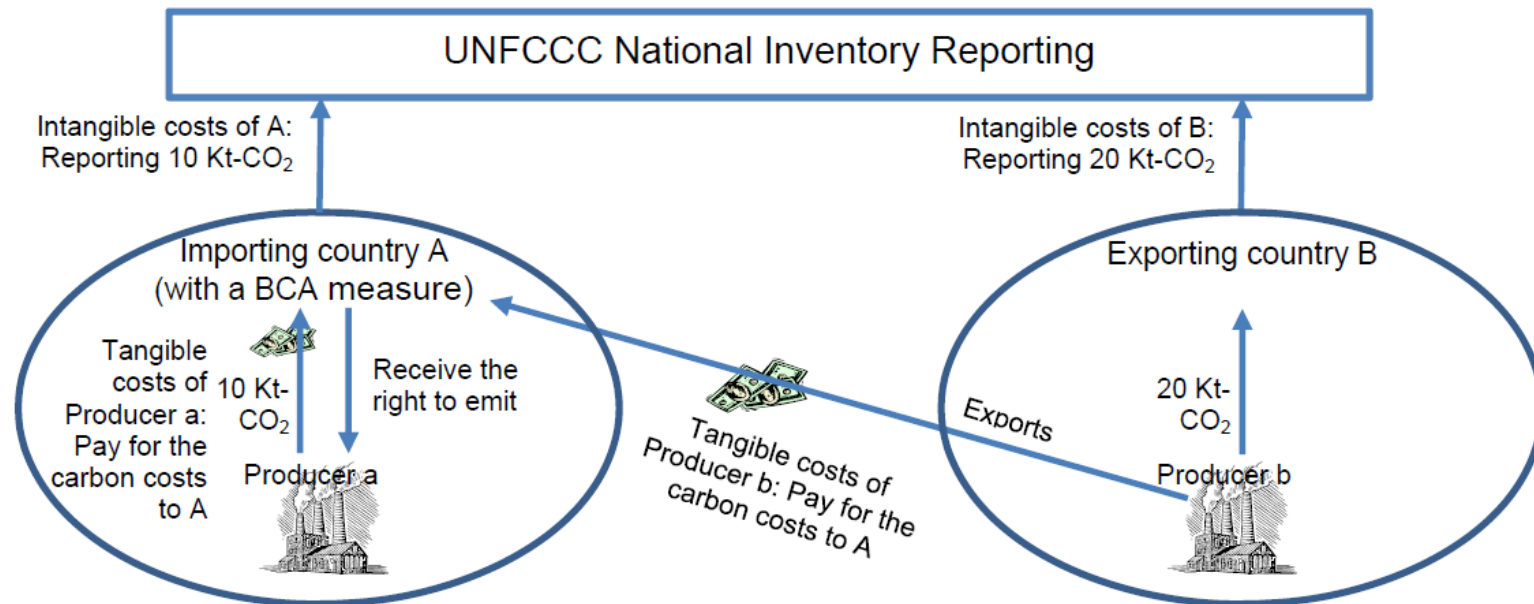 UNFCCC National Inventory Reporting
Intangible costs of A:
Reporting 10 Kt-CO₂
Intangible costs of B:
Reporting 20 Kt-CO₂
Importing country A
(with a BCA measure)
Tangible
costs of
Producer a:
Pay for the
carbon costs
to A
10 Kt-
CO₂
Receive the
right to emit
Producer a
Tangible costs of
Producer b: Pay for the
carbon costs to A
Exports
Exporting country B
20 Kt-
CO₂
Producer b